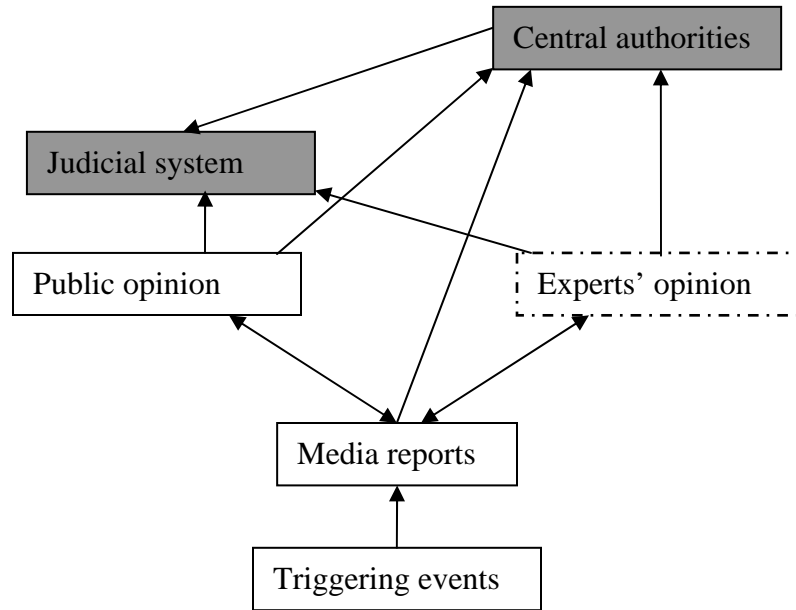 Central authorities
Judicial system
Public opinion
Experts’ opinion
Media reports
Triggering events